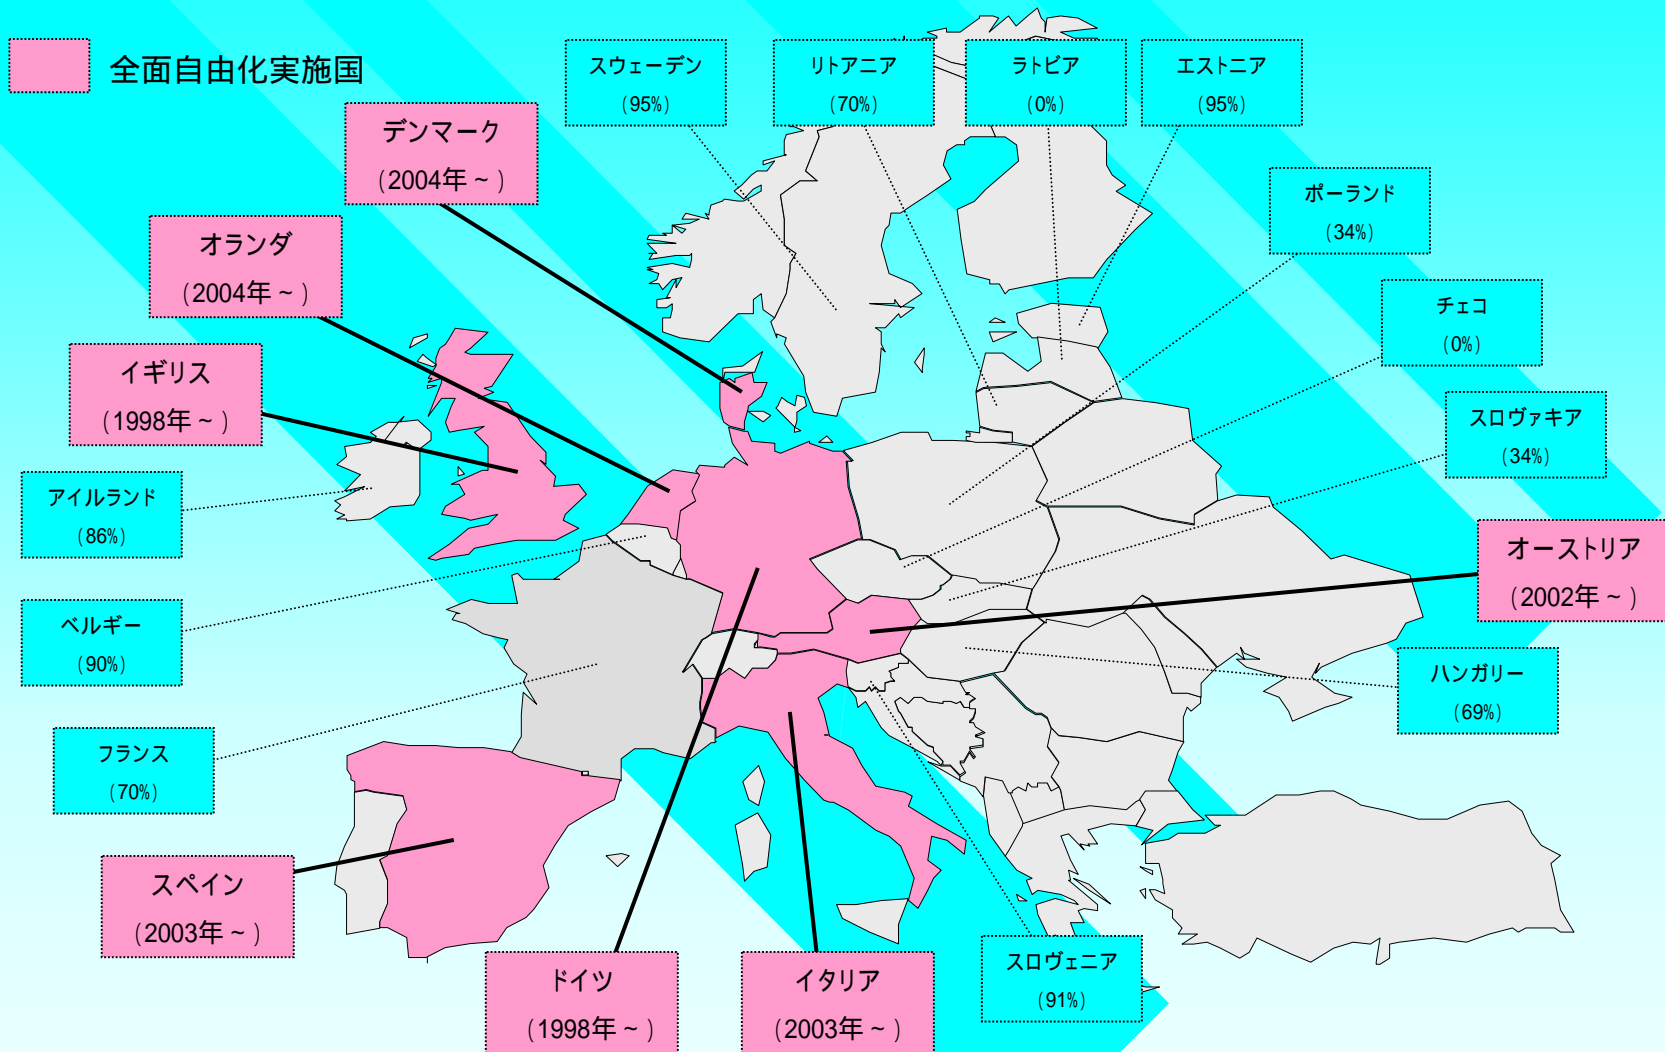 全面自由化実施国
スウェーデン
(95%)
リトアニア
(70%)
ラトビア
(0%)
エストニア
(95%)
デンマーク
(2004年～)
ポーランド
(34%)
オランダ
(2004年～)
チェコ
(0%)
イギリス
(1998年～)
スロヴァキア
(34%)
アイルランド
(86%)
オーストリア
(2002年～)
ベルギー
(90%)
ハンガリー
(69%)
フランス
(70%)
スペイン
(2003年～)
ドイツ
(1998年～)
イタリア
(2003年～)
スロヴェニア
(91%)